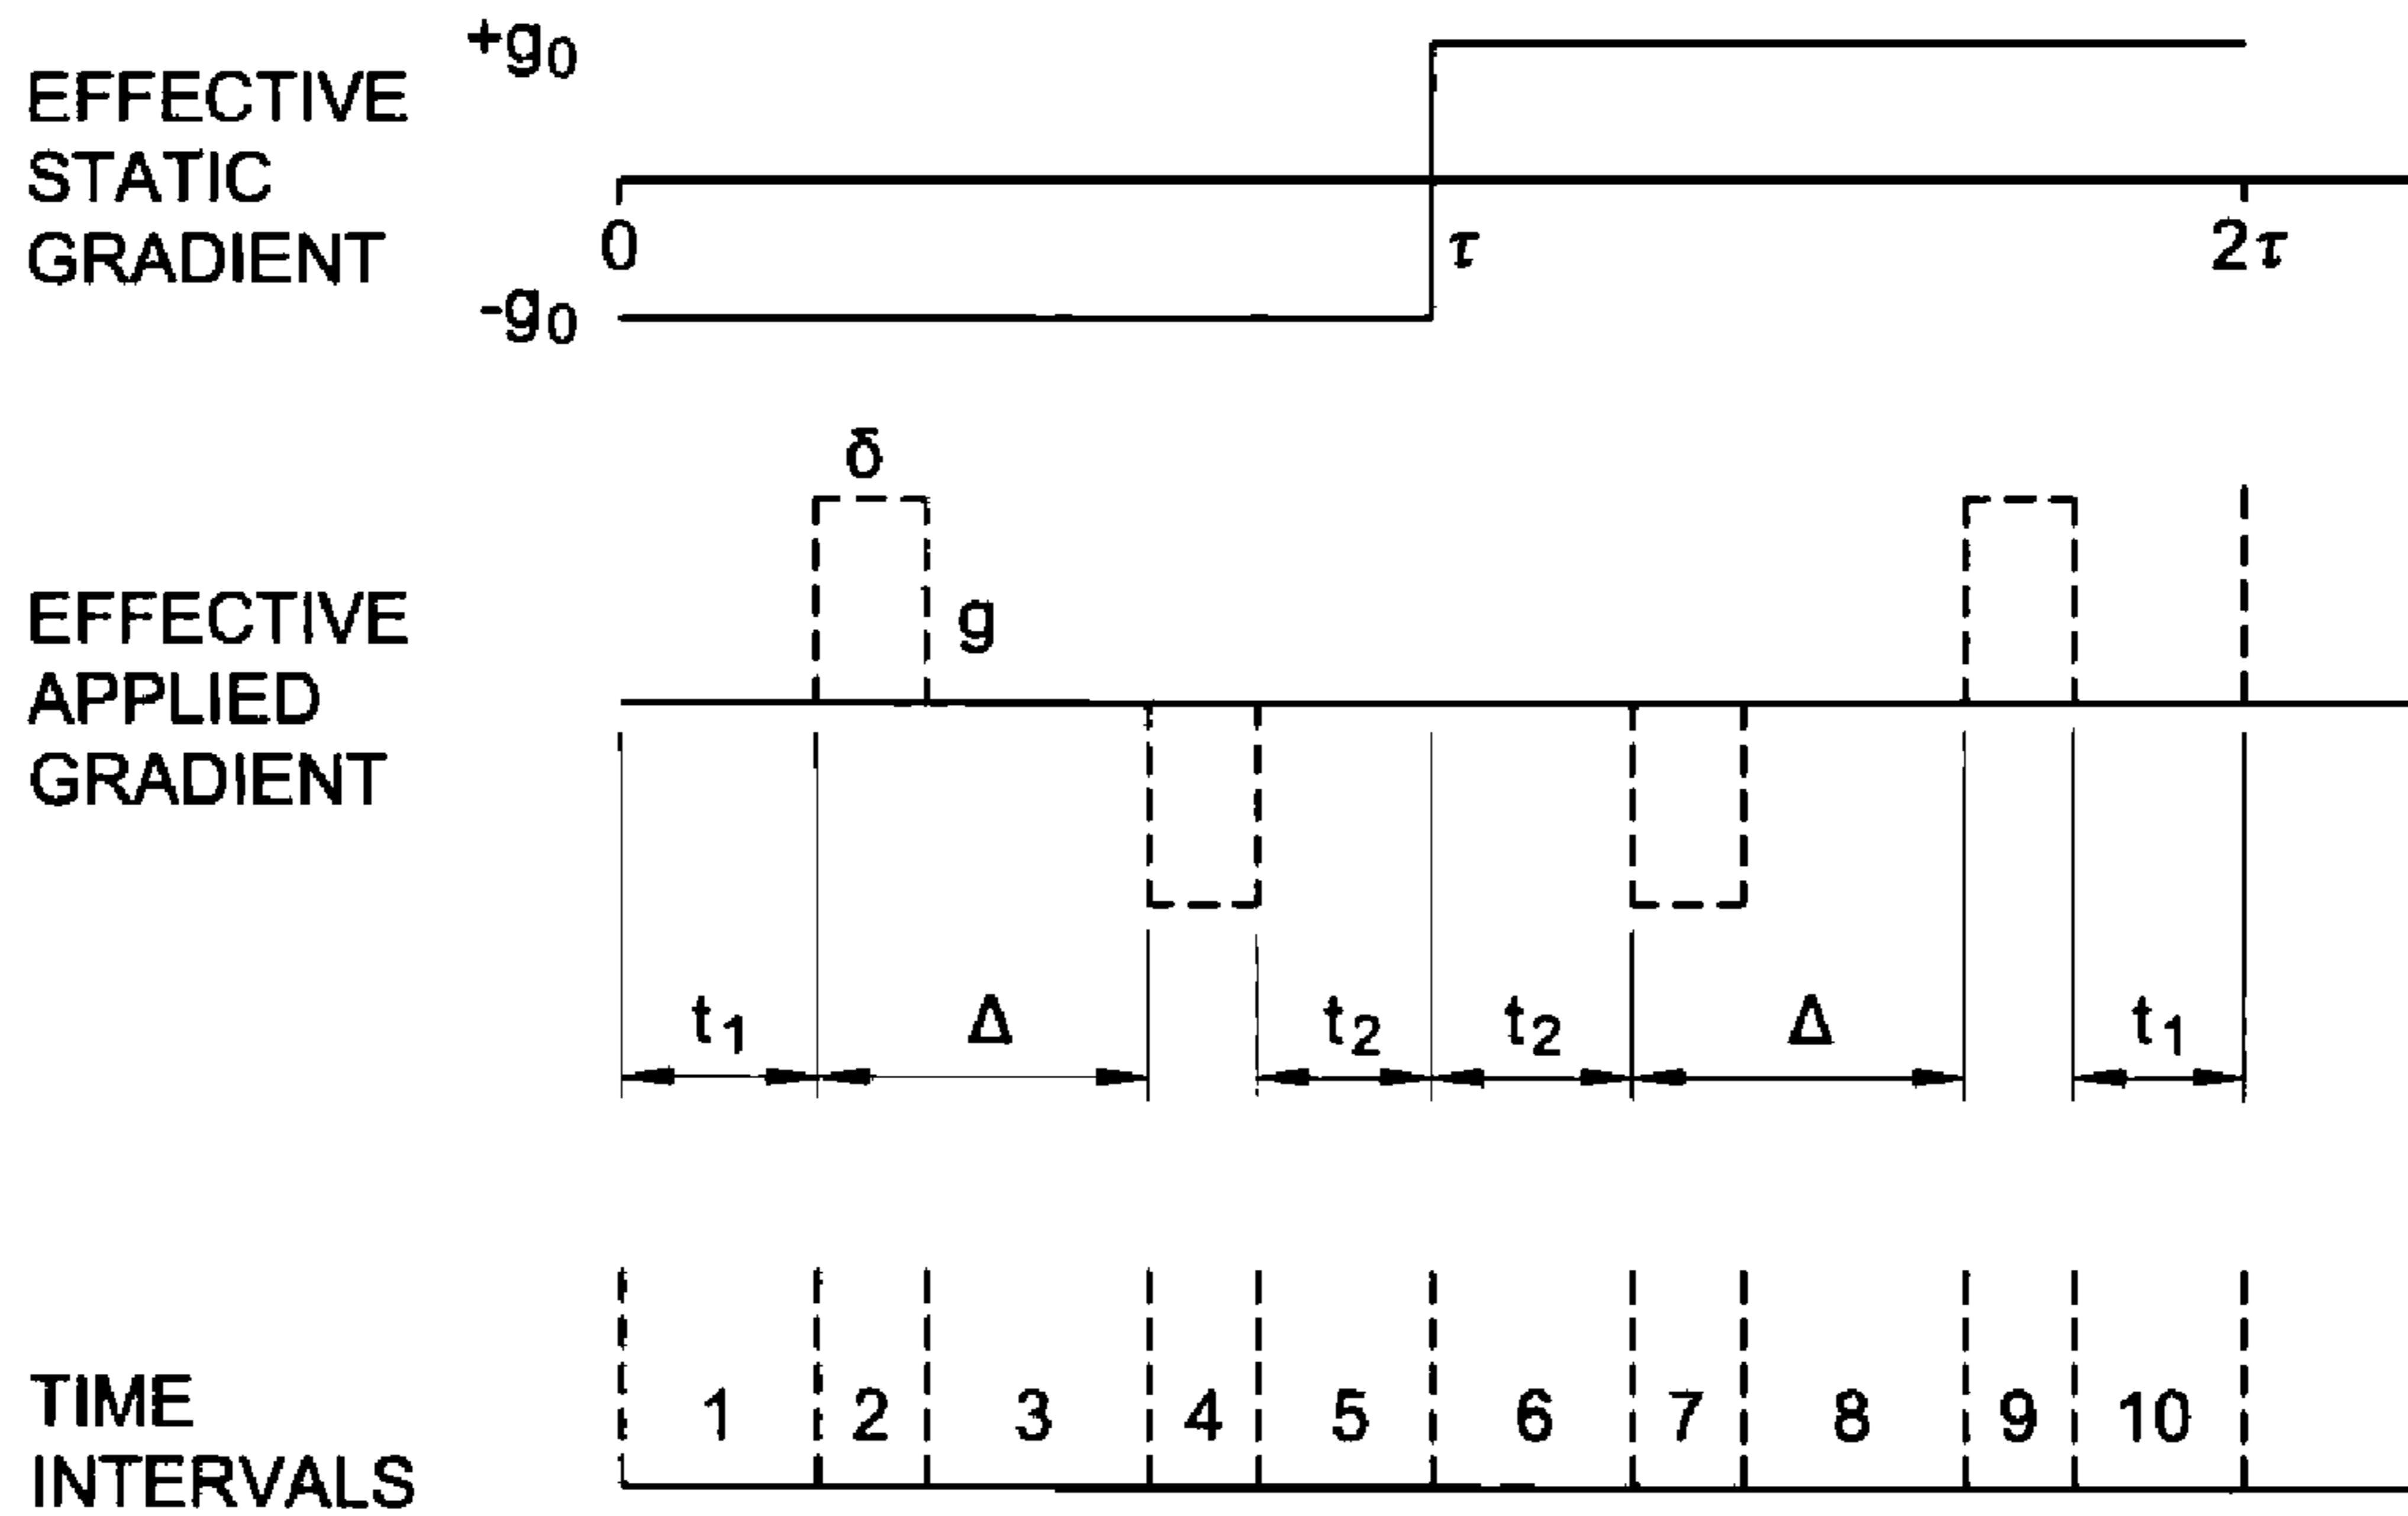 +g0
EFFECTIVE
STATIC
GRADIENT
0 τ 2τ
-g0
δ
g
EFFECTIVE
APPLIED
GRADIENT
t1 Δ t2 t2 Δ t1
TIME
INTERVALS
1 2 3 4 5 6 7 8 9 10